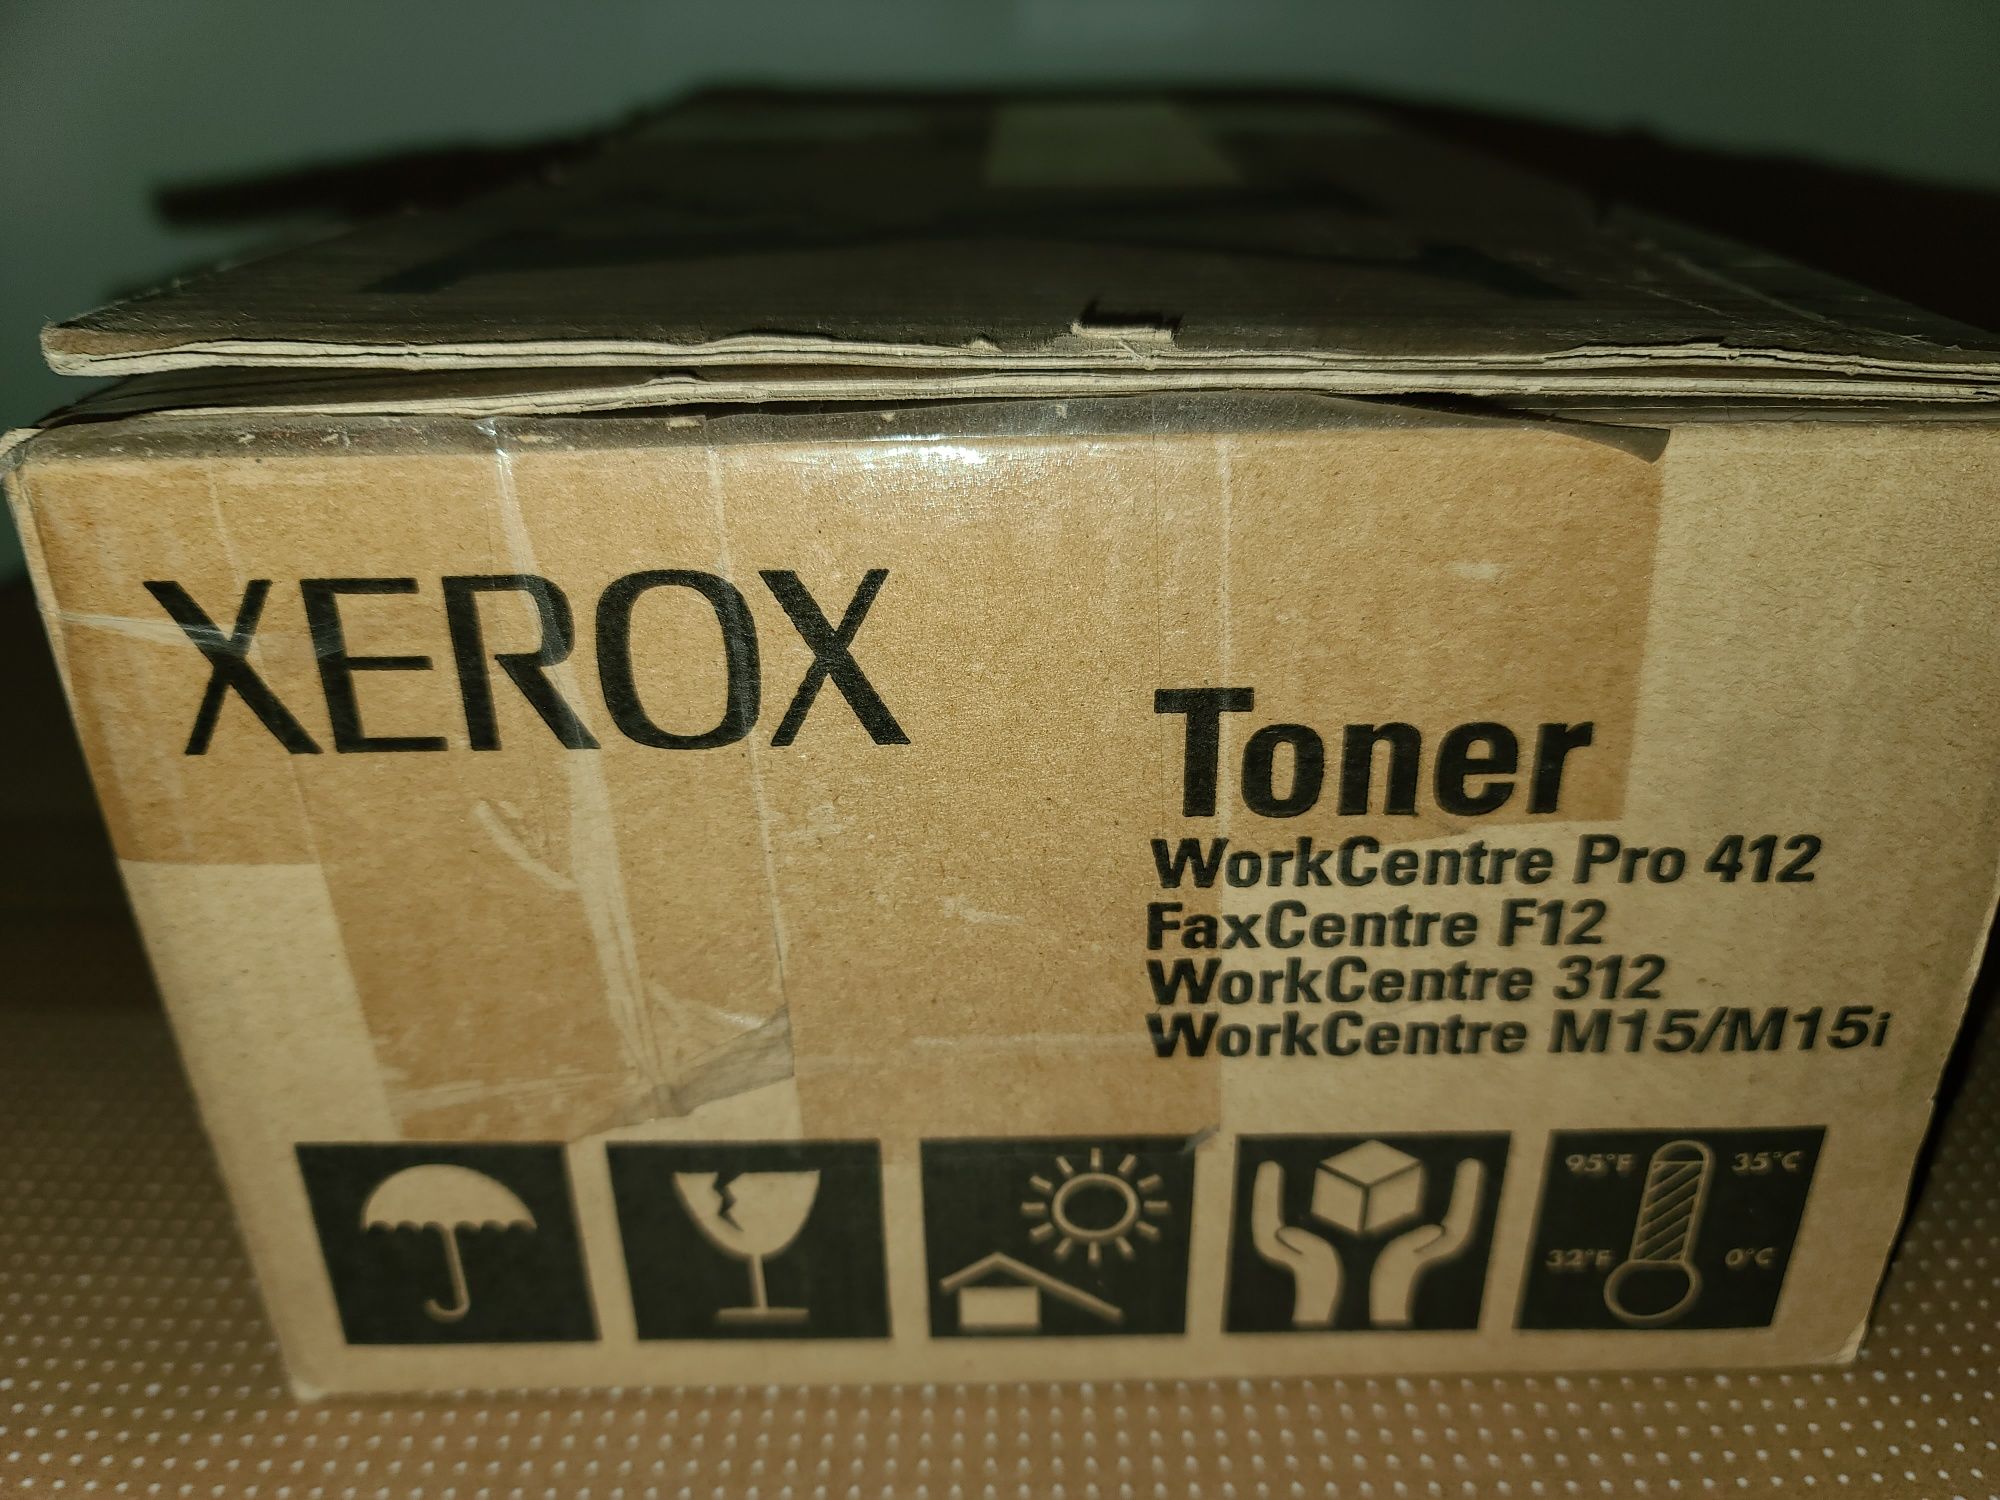 XEROX
Toner
WorkCentre Pro 412
FaxCentre F12
WorkCentre 312
WorkCentre M15/M15i
95°F 35°C
32°F 0°C